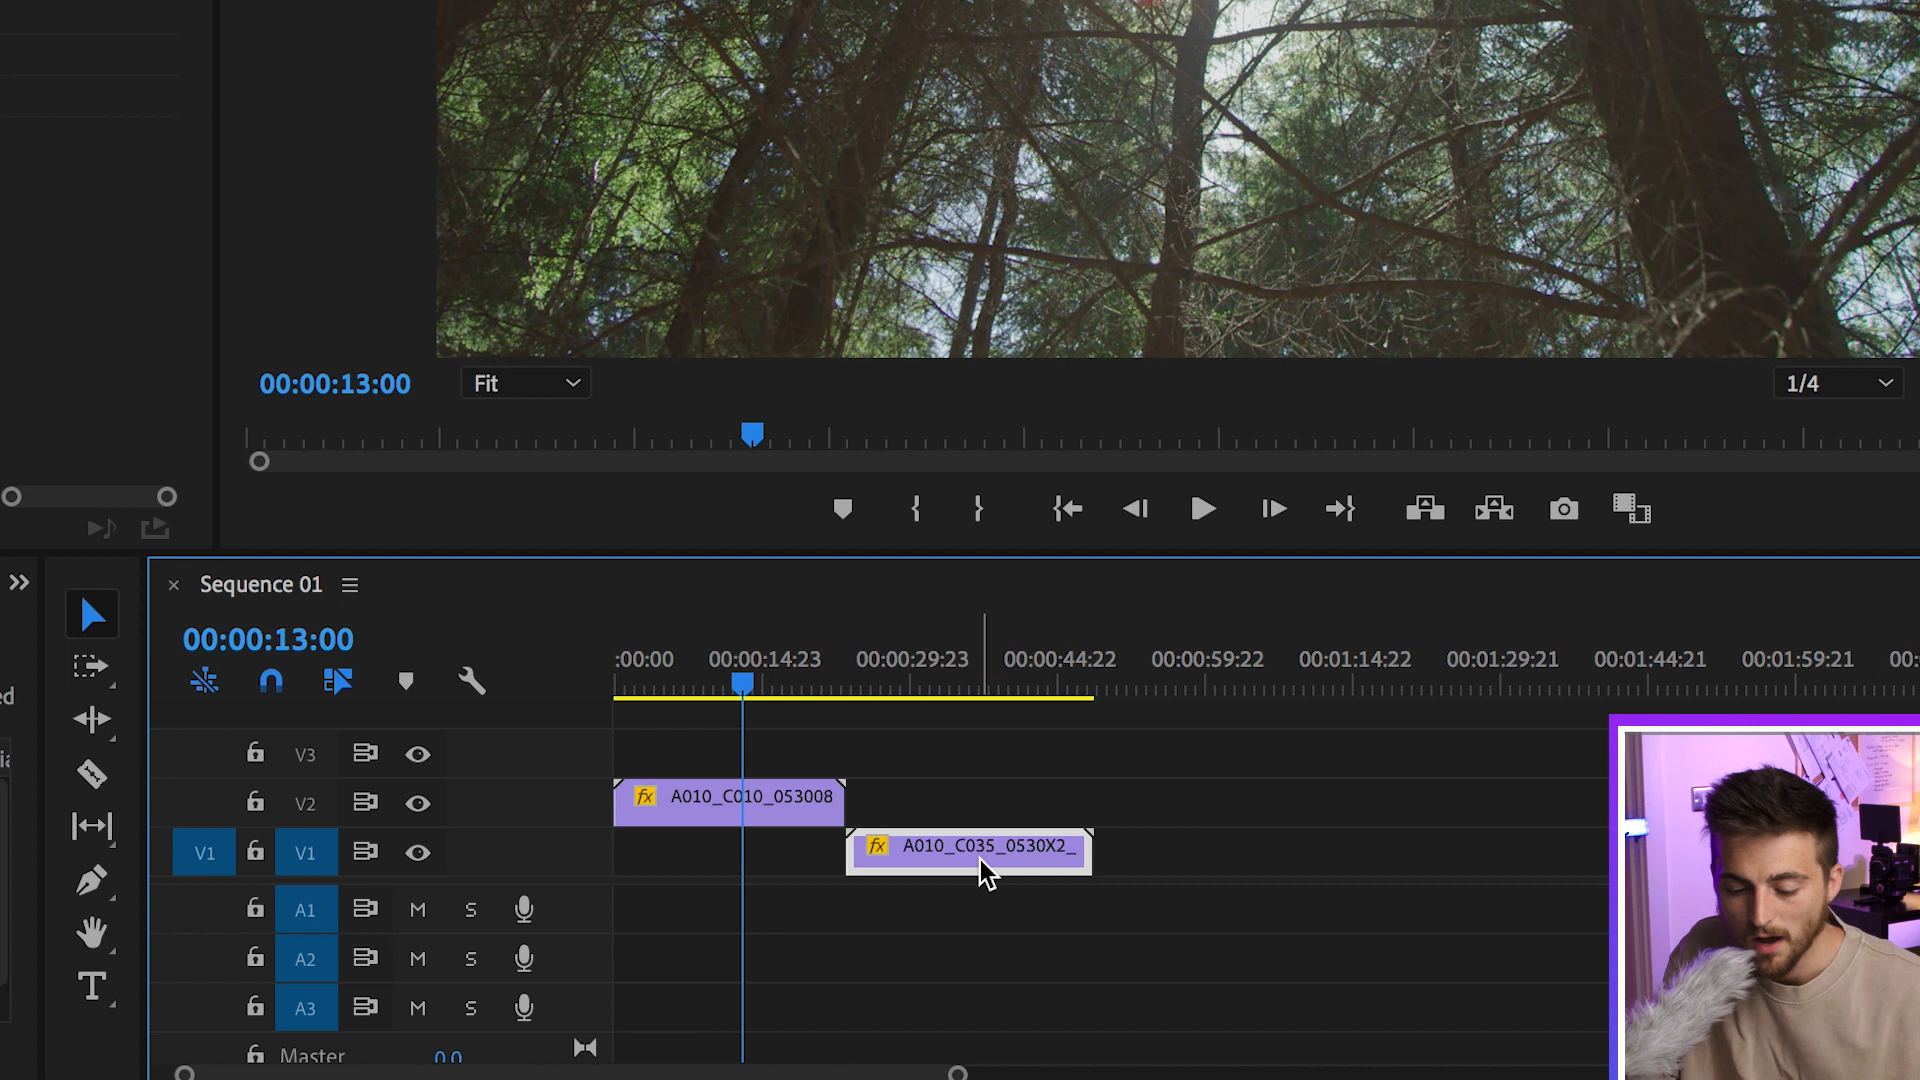 00:00:13:00
Fit
1/4
Sequence 01
00:00:13:00
ed
:00:00
00:00:14:23
00:00:29:23
00:00:44:22
00:00:59:22
00:01:14:22
00:01:29:21
00:01:44:21
00:01:59:21
00:
V3
V2
fx A010_C010_053008
V1
V1
fx A010_C035_0530X2_
A1
M
S
A2
M
S
A3
M
S
Master
0.0